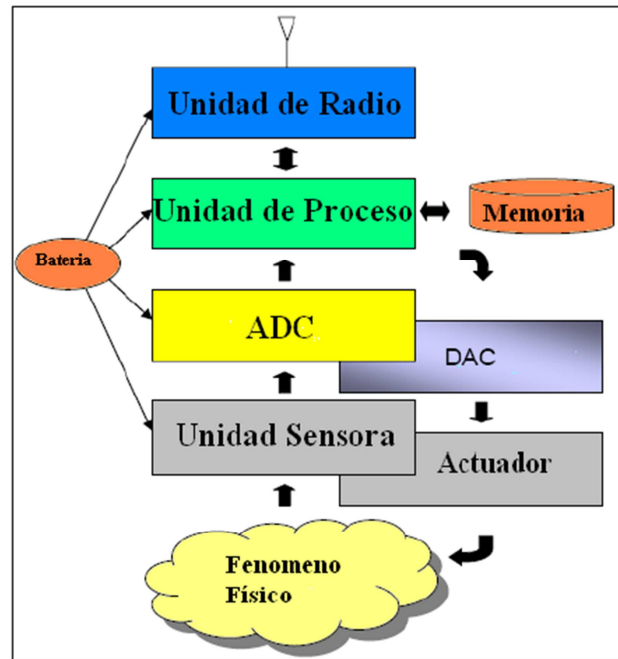 Unidad de Radio
Unidad de Proceso
Memoria
Bateria
ADC
DAC
Unidad Sensora
Actuador
Fenomeno
Físico